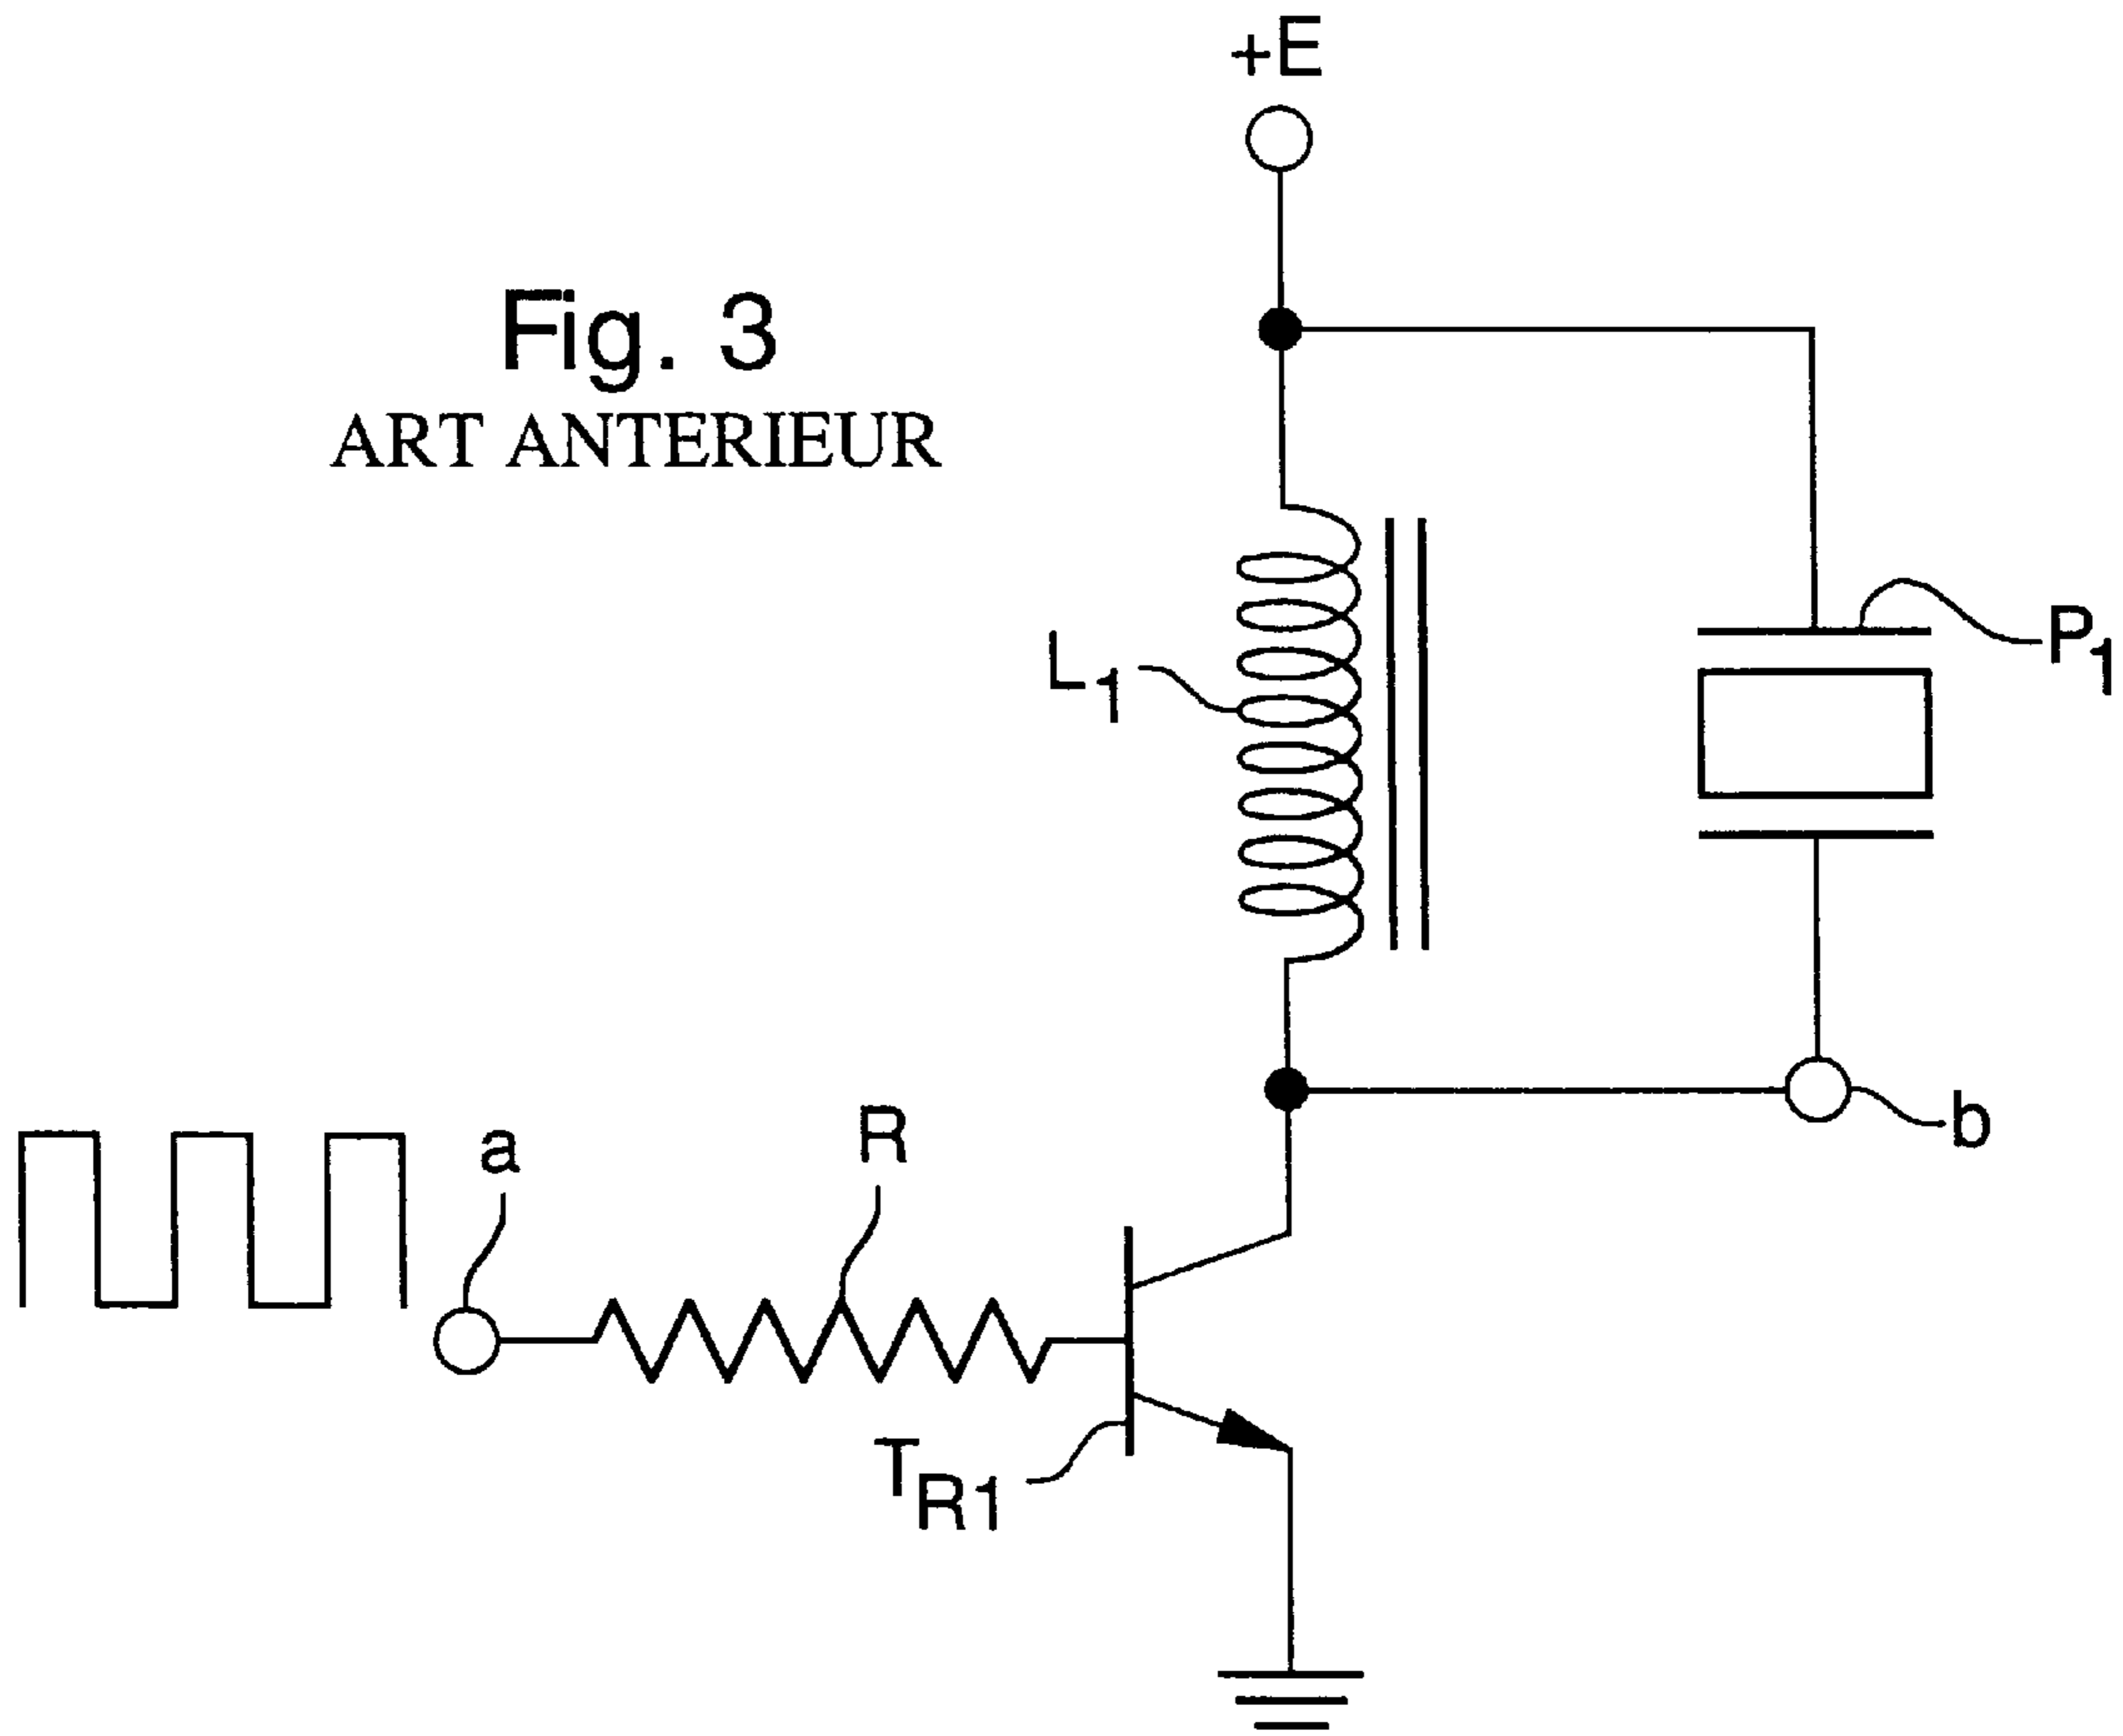 +E
Fig. 3
ART ANTERIEUR
L1
P1
a
R
b
TR1